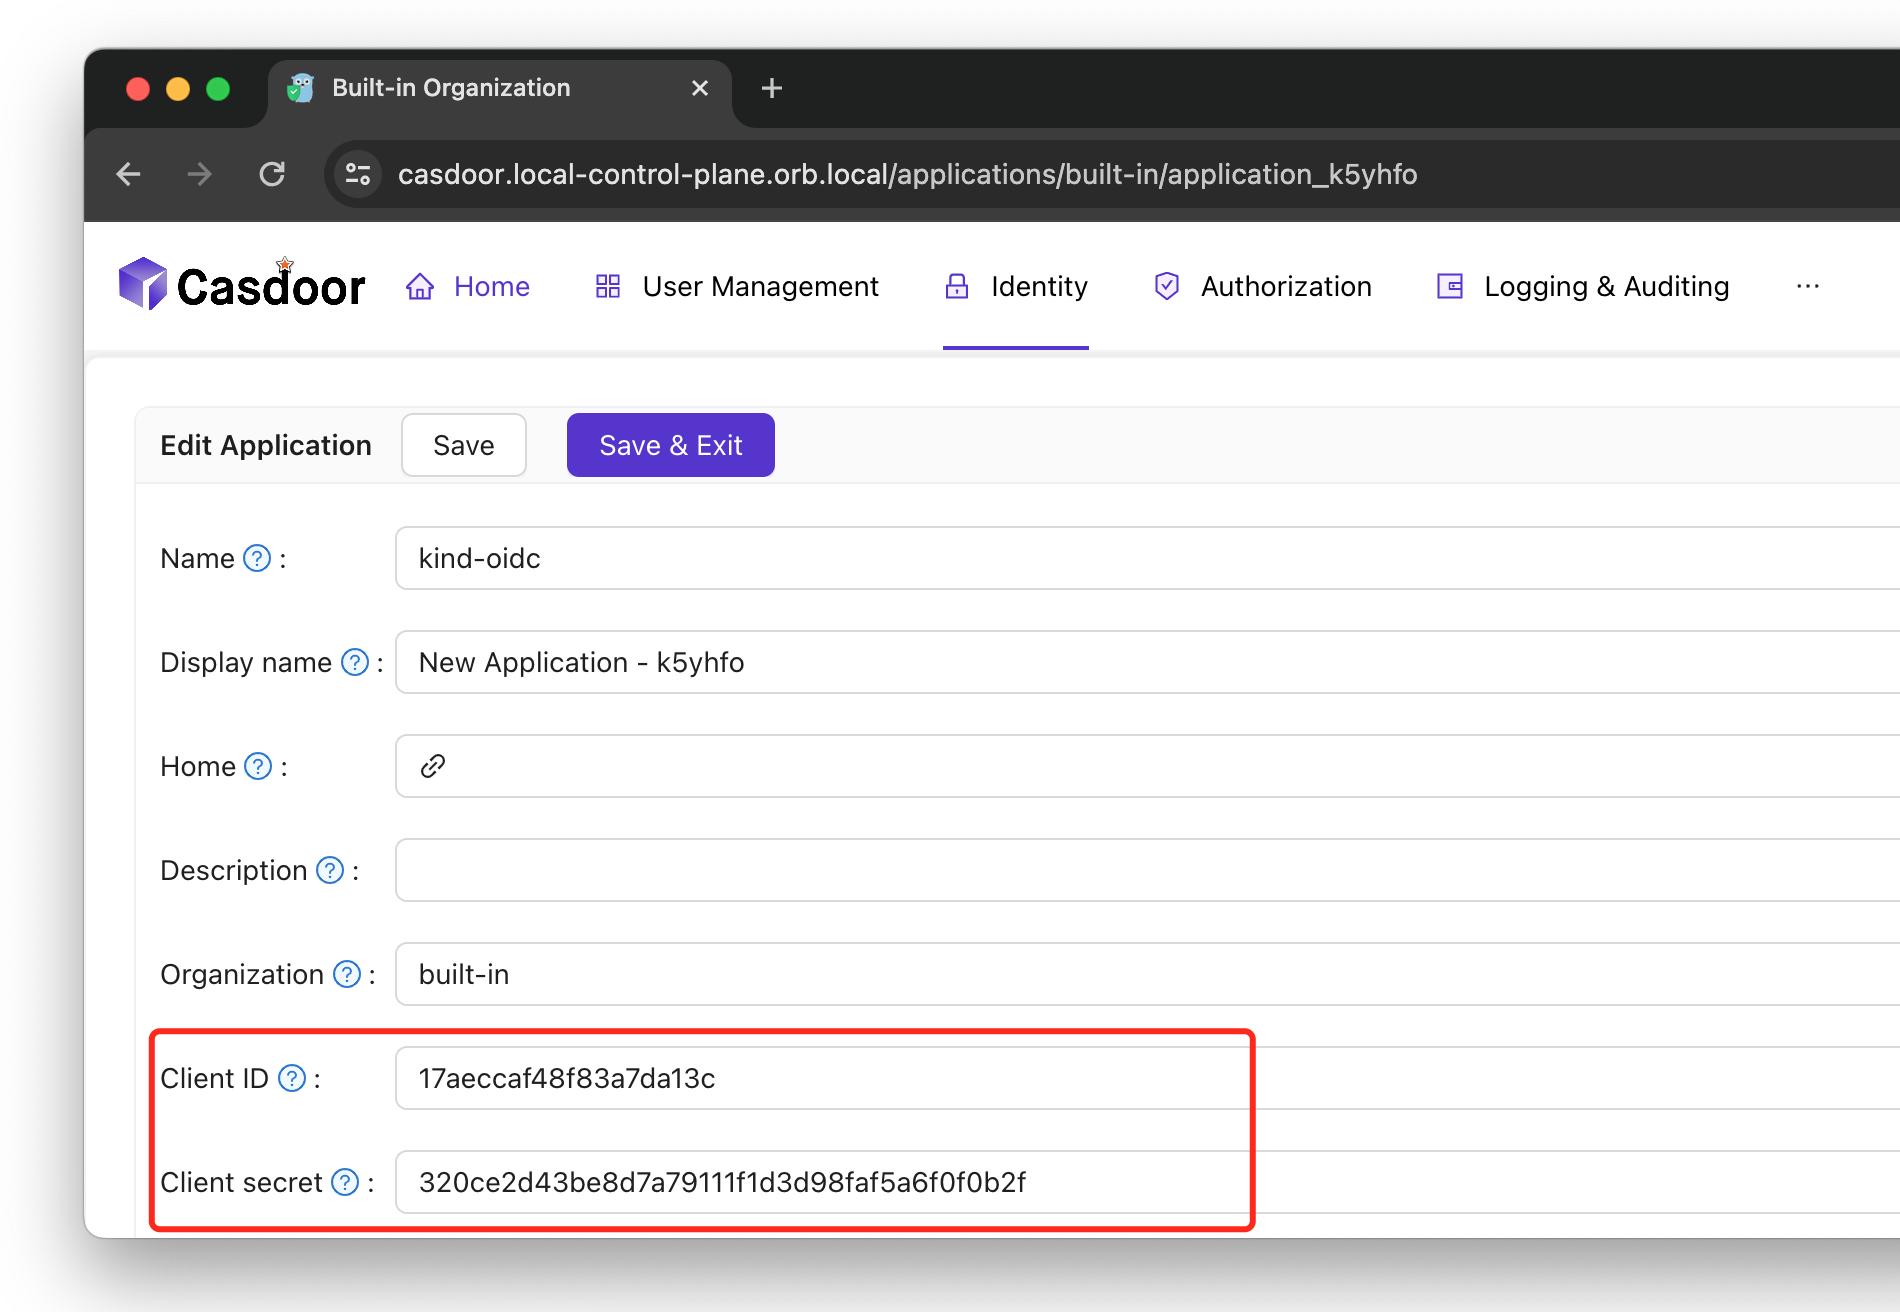 Built-in Organization
casdoor.local-control-plane.orb.local/applications/built-in/application_k5yhfo
Casdoor Home User Management Identity Authorization Logging & Auditing ...
Edit Application Save Save & Exit
Name ? : kind-oidc
Display name ? : New Application - k5yhfo
Home ? :
Description ? :
Organization ? : built-in
Client ID ? : 17aeccaf48f83a7da13c
Client secret ? : 320ce2d43be8d7a79111f1d3d98faf5a6f0f0b2f